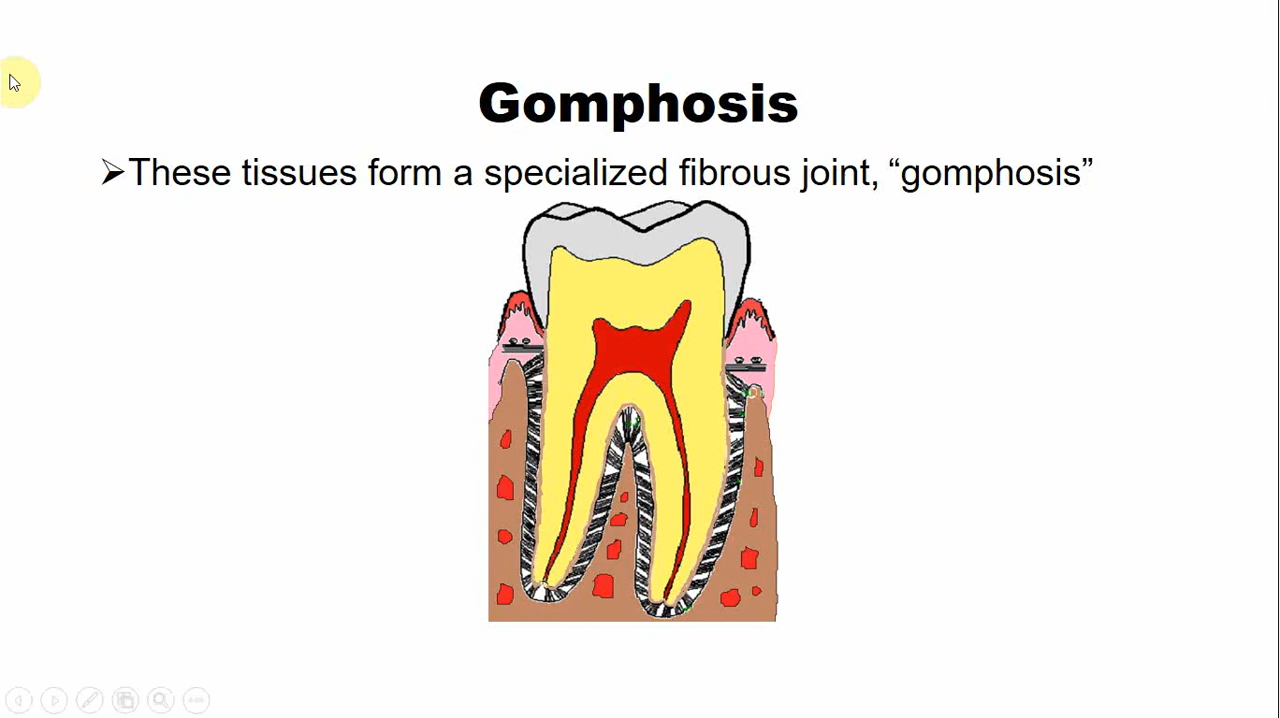 Gomphosis
➢These tissues form a specialized fibrous joint, “gomphosis”